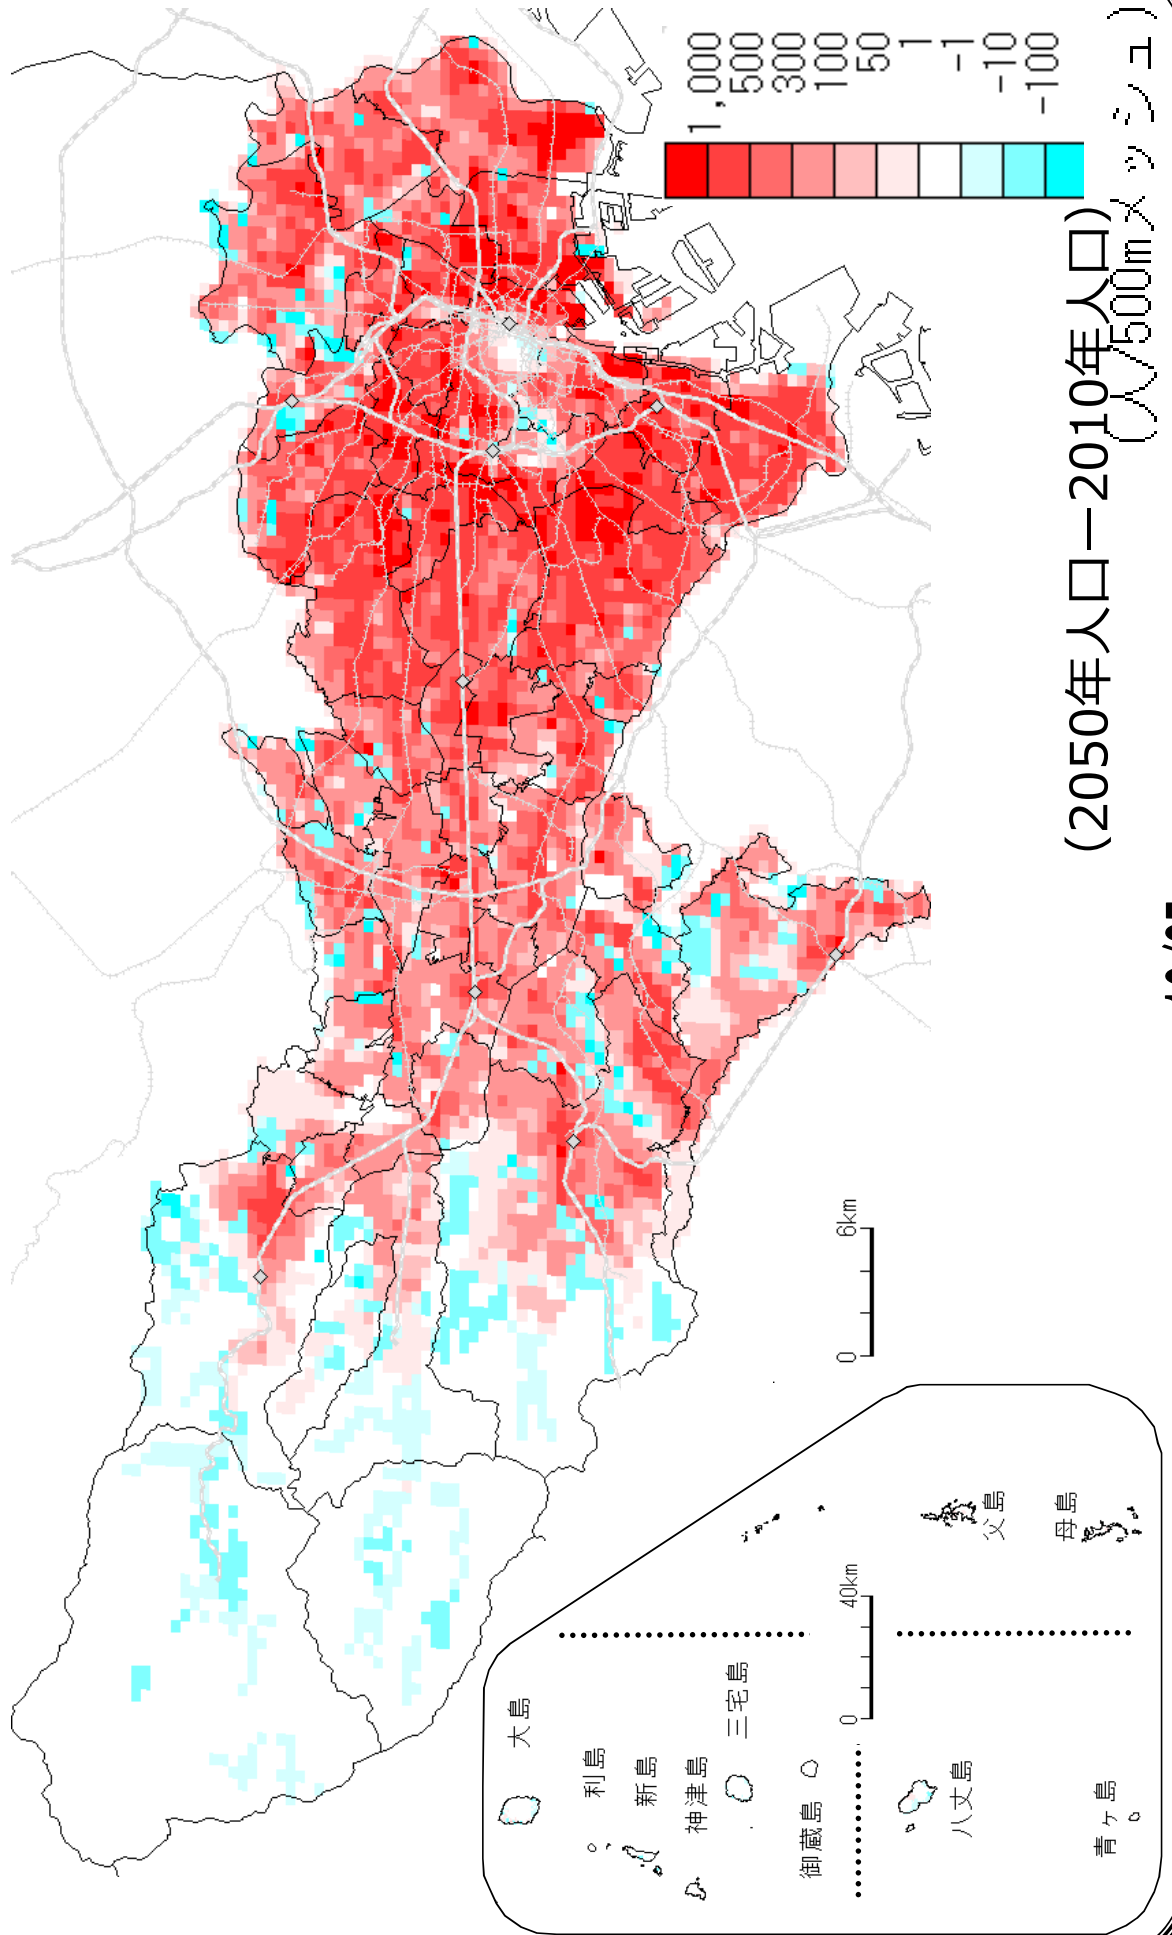 1,000
500
300
100
50
1
-1
-10
-100
(人/500mメッシュ)
(2050年人口―2010年人口)
0 6km
大島
利島
新島
神津島
三宅島
御蔵島
0 40km
八丈島
青ヶ島
父島
母島